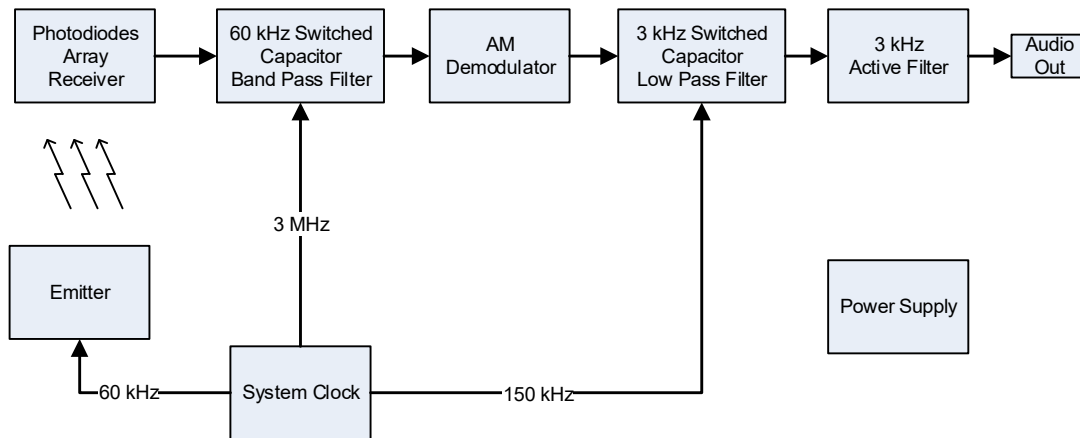 Photodiodes
Array
Receiver
60 kHz Switched
Capacitor
Band Pass Filter
AM
Demodulator
3 kHz Switched
Capacitor
Low Pass Filter
3 kHz
Active Filter
Audio
Out
3 MHz
Emitter
Power Supply
60 kHz
System Clock
150 kHz